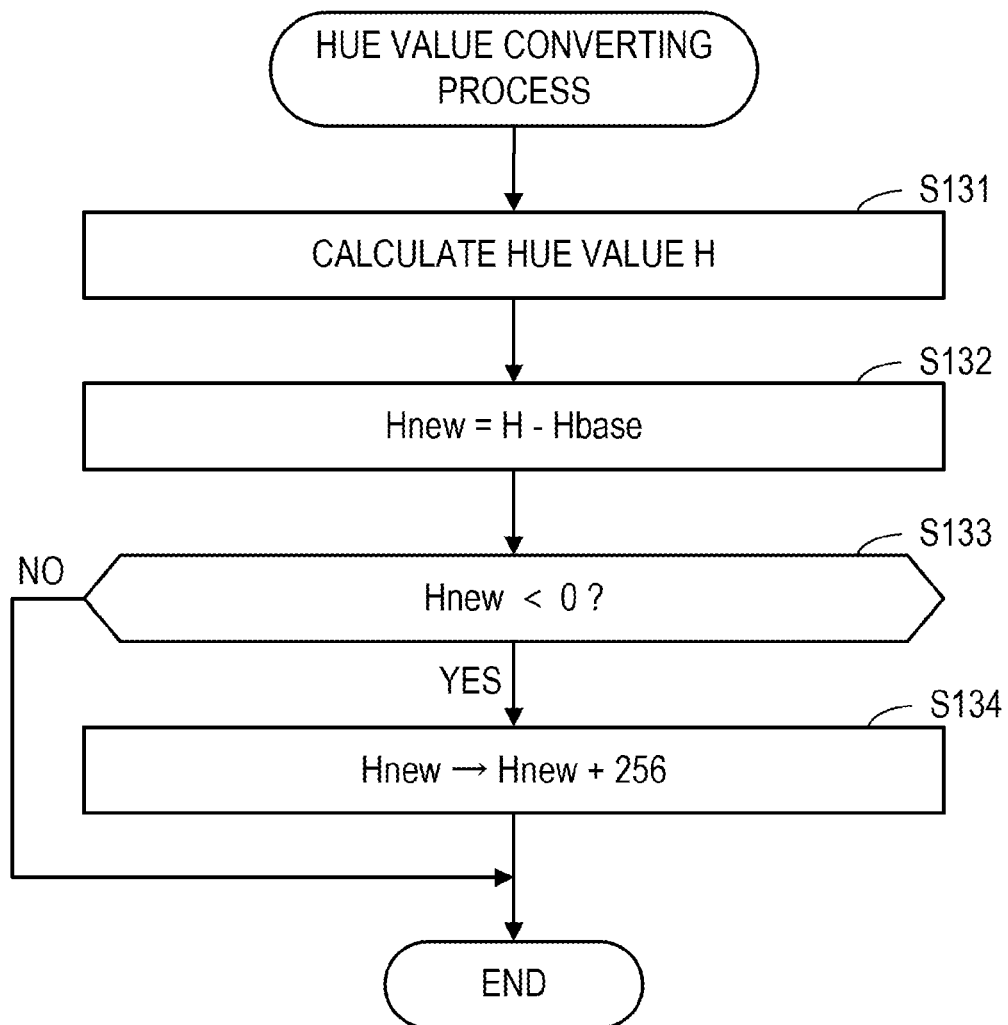 HUE VALUE CONVERTING
PROCESS
S131
CALCULATE HUE VALUE H
S132
Hnew = H - Hbase
S133
NO
Hnew < 0 ?
YES
S134
Hnew → Hnew + 256
END